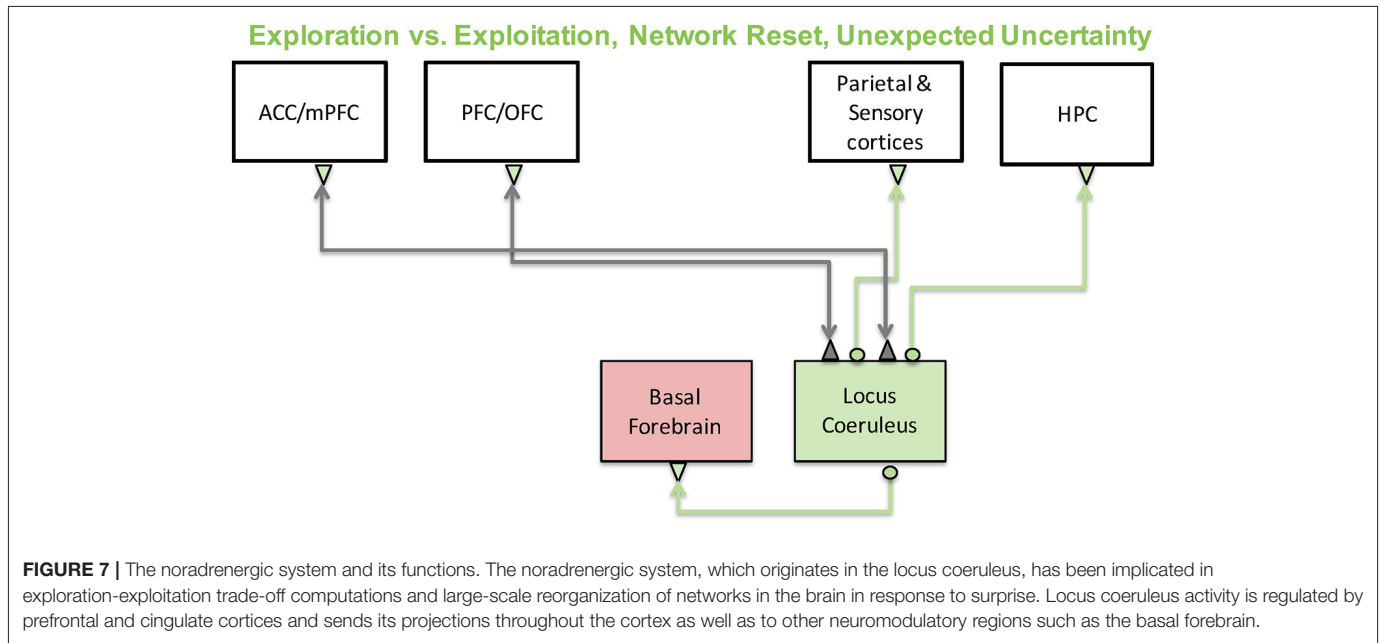 Exploration vs. Exploitation, Network Reset, Unexpected Uncertainty
ACC/mPFC
PFC/OFC
Parietal &
Sensory
cortices
HPC
Basal
Forebrain
Locus
Coeruleus
FIGURE 7 | The noradrenergic system and its functions. The noradrenergic system, which originates in the locus coeruleus, has been implicated in
exploration-exploitation trade-off computations and large-scale reorganization of networks in the brain in response to surprise. Locus coeruleus activity is regulated by
prefrontal and cingulate cortices and sends its projections throughout the cortex as well as to other neuromodulatory regions such as the basal forebrain.